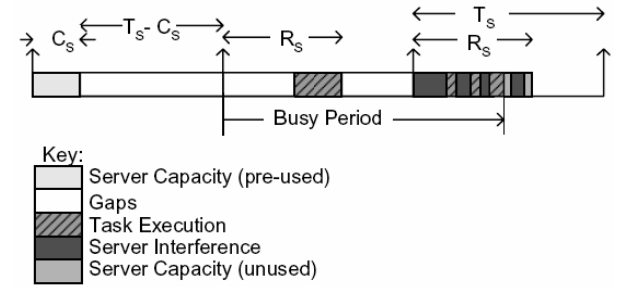 T_S
C_S
T_S- C_S
R_S
R_S
Busy Period
Key:
Server Capacity (pre-used)
Gaps
Task Execution
Server Interference
Server Capacity (unused)